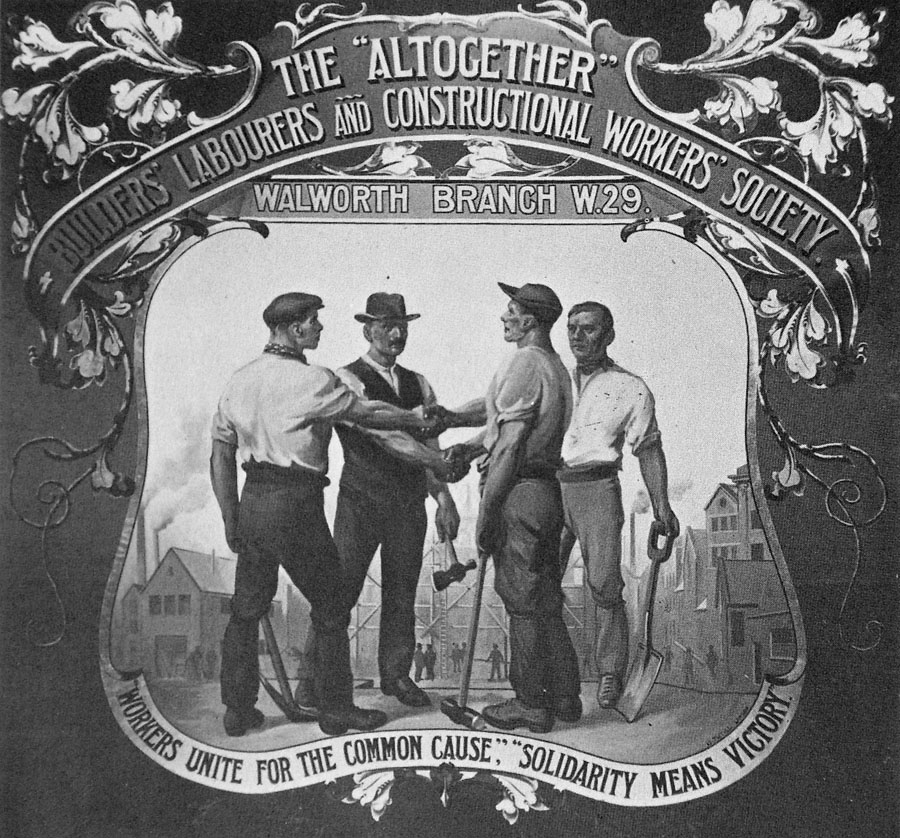 THE "ALTOGETHER"
BUILDERS' LABOURERS AND CONSTRUCTIONAL WORKERS' SOCIETY.
WALWORTH BRANCH W.29.
"WORKERS UNITE FOR THE COMMON CAUSE," "SOLIDARITY MEANS VICTORY."